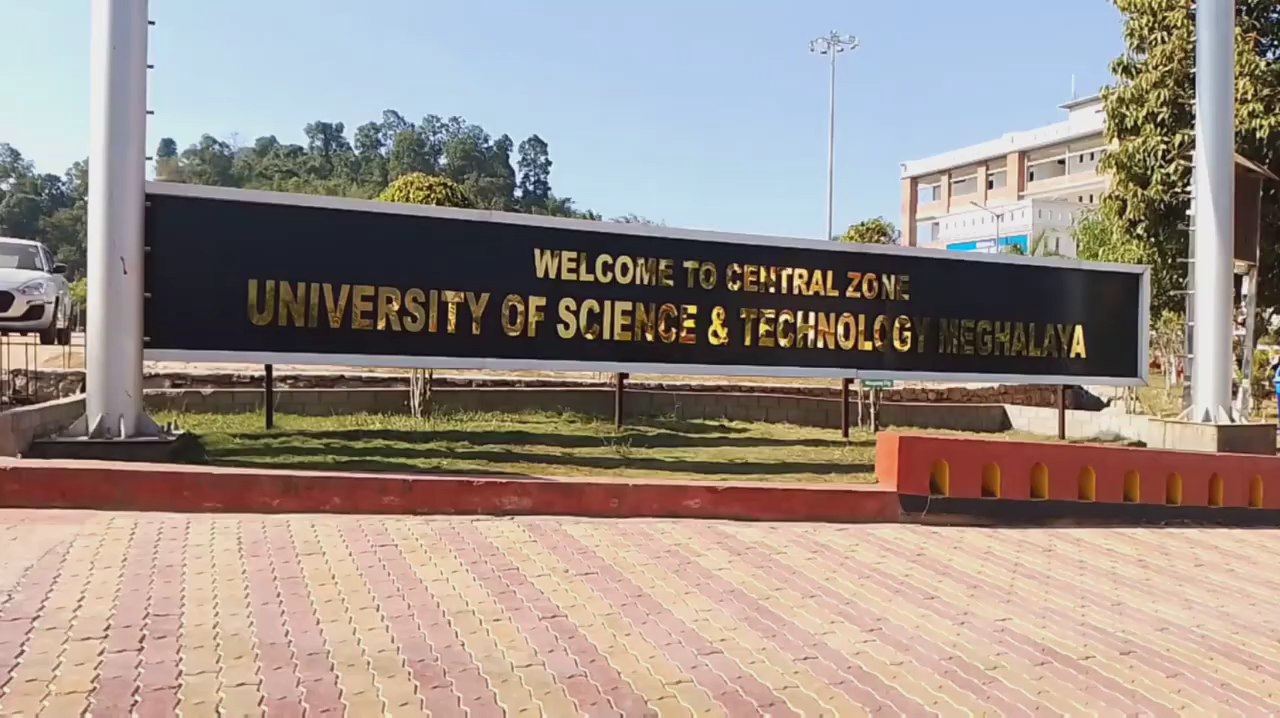 WELCOME TO CENTRAL ZONE
UNIVERSITY OF SCIENCE & TECHNOLOGY MEGHALAYA